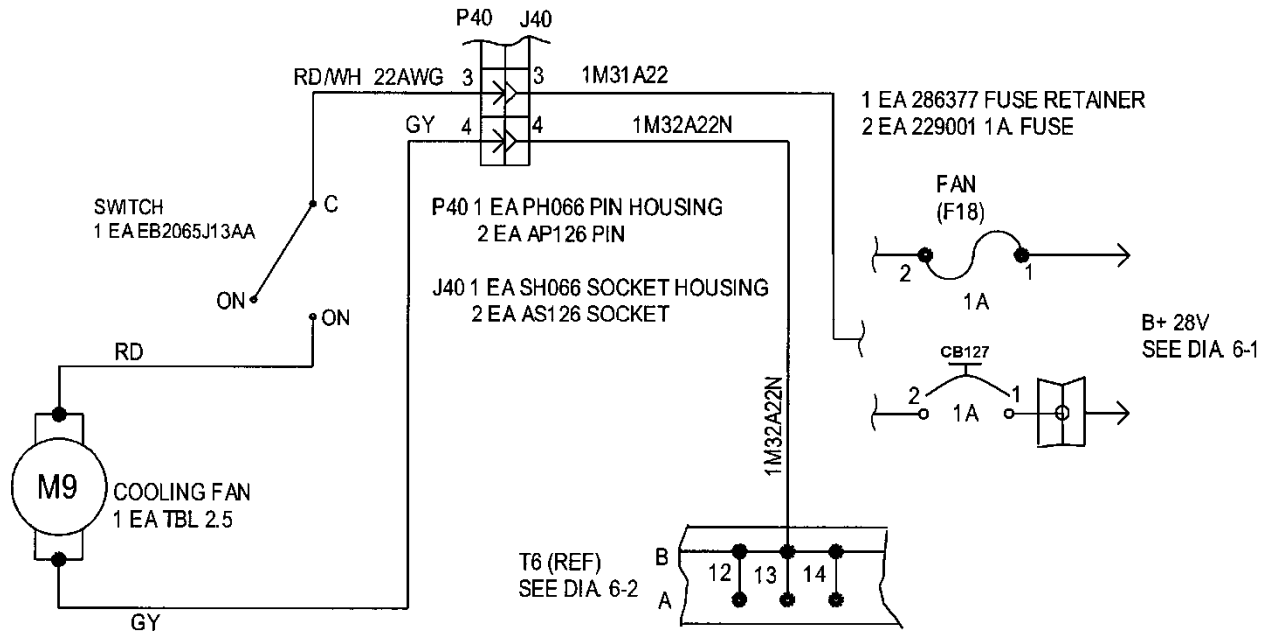 P40 J40
RD/WH 22AWG 3 3 1M31A22
GY 4 4 1M32A22N
1 EA 286377 FUSE RETAINER
2 EA 229001 1A. FUSE
SWITCH
1 EA EB2065J13AA
C
ON
ON
P40 1 EA PH066 PIN HOUSING
2 EA AP126 PIN
J40 1 EA SH066 SOCKET HOUSING
2 EA AS126 SOCKET
FAN
(F18)
2 1
1A
B+ 28V
SEE DIA. 6-1
CB127
2 1
1A
RD
1M32A22N
M9
COOLING FAN
1 EA TBL 2.5
T6 (REF)
SEE DIA. 6-2
B
12 13 14
A
GY